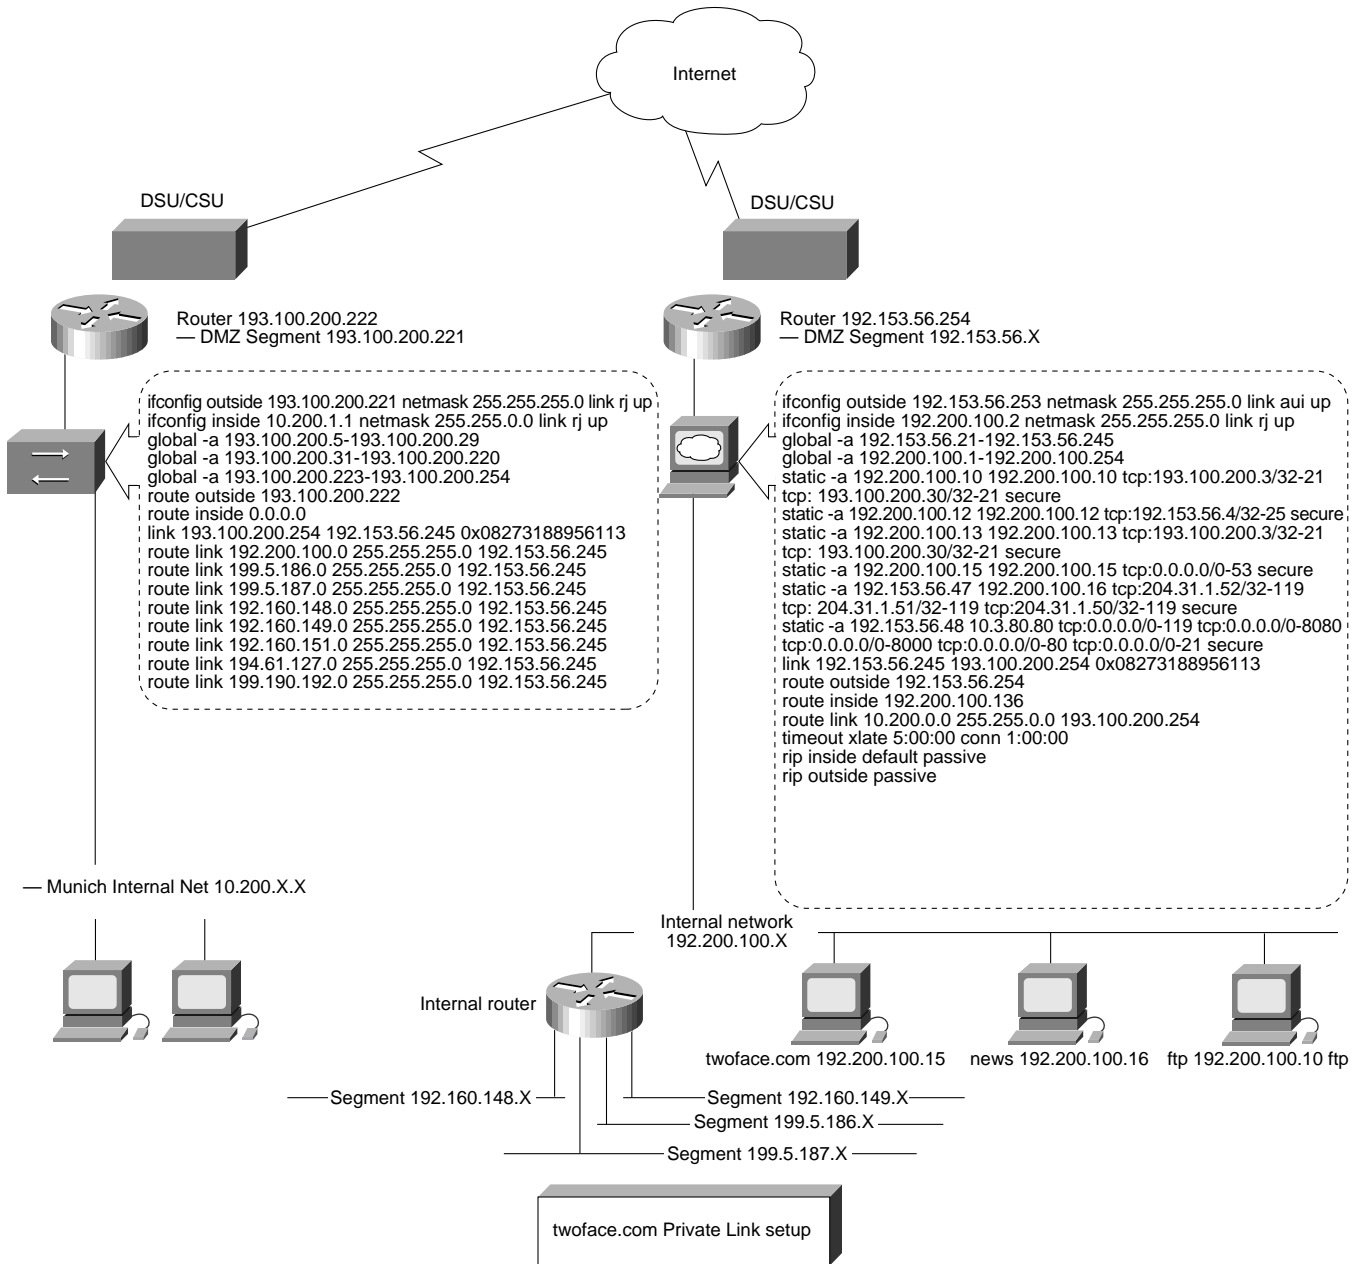 Internet
DSU/CSU
DSU/CSU
Router 193.100.200.222
— DMZ Segment 193.100.200.221
Router 192.153.56.254
— DMZ Segment 192.153.56.X
ifconfig outside 193.100.200.221 netmask 255.255.255.0 link rj up
ifconfig inside 10.200.1.1 netmask 255.255.0.0 link rj up
global -a 193.100.200.5-193.100.200.29
global -a 193.100.200.31-193.100.200.220
global -a 193.100.200.223-193.100.200.254
route outside 193.100.200.222
route inside 0.0.0.0
link 193.100.200.254 192.153.56.245 0x08273188956113
route link 192.200.100.0 255.255.255.0 192.153.56.245
route link 199.5.186.0 255.255.255.0 192.153.56.245
route link 199.5.187.0 255.255.255.0 192.153.56.245
route link 192.160.148.0 255.255.255.0 192.153.56.245
route link 192.160.149.0 255.255.255.0 192.153.56.245
route link 192.160.151.0 255.255.255.0 192.153.56.245
route link 194.61.127.0 255.255.255.0 192.153.56.245
route link 199.190.192.0 255.255.255.0 192.153.56.245
ifconfig outside 192.153.56.253 netmask 255.255.255.0 link aui up
ifconfig inside 192.200.100.2 netmask 255.255.255.0 link rj up
global -a 192.153.56.21-192.153.56.245
global -a 192.200.100.1-192.200.100.254
static -a 192.200.100.10 192.200.100.10 tcp:193.100.200.3/32-21
tcp: 193.100.200.30/32-21 secure
static -a 192.200.100.12 192.200.100.12 tcp:192.153.56.4/32-25 secure
static -a 192.200.100.13 192.200.100.13 tcp:193.100.200.3/32-21
tcp: 193.100.200.30/32-21 secure
static -a 192.200.100.15 192.200.100.15 tcp:0.0.0.0/0-53 secure
static -a 192.153.56.47 192.200.100.16 tcp:204.31.1.52/32-119
tcp: 204.31.1.51/32-119 tcp:204.31.1.50/32-119 secure
static -a 192.153.56.48 10.3.80.80 tcp:0.0.0.0/0-119 tcp:0.0.0.0/0-8080
tcp:0.0.0.0/0-8000 tcp:0.0.0.0/0-80 tcp:0.0.0.0/0-21 secure
link 192.153.56.245 193.100.200.254 0x08273188956113
route outside 192.153.56.254
route inside 192.200.100.136
route link 10.200.0.0 255.255.0.0 193.100.200.254
timeout xlate 5:00:00 conn 1:00:00
rip inside default passive
rip outside passive
— Munich Internal Net 10.200.X.X
Internal network
192.200.100.X
Internal router
twoface.com 192.200.100.15
news 192.200.100.16
ftp 192.200.100.10 ftp
Segment 192.160.148.X
Segment 192.160.149.X
Segment 199.5.186.X
Segment 199.5.187.X
twoface.com Private Link setup